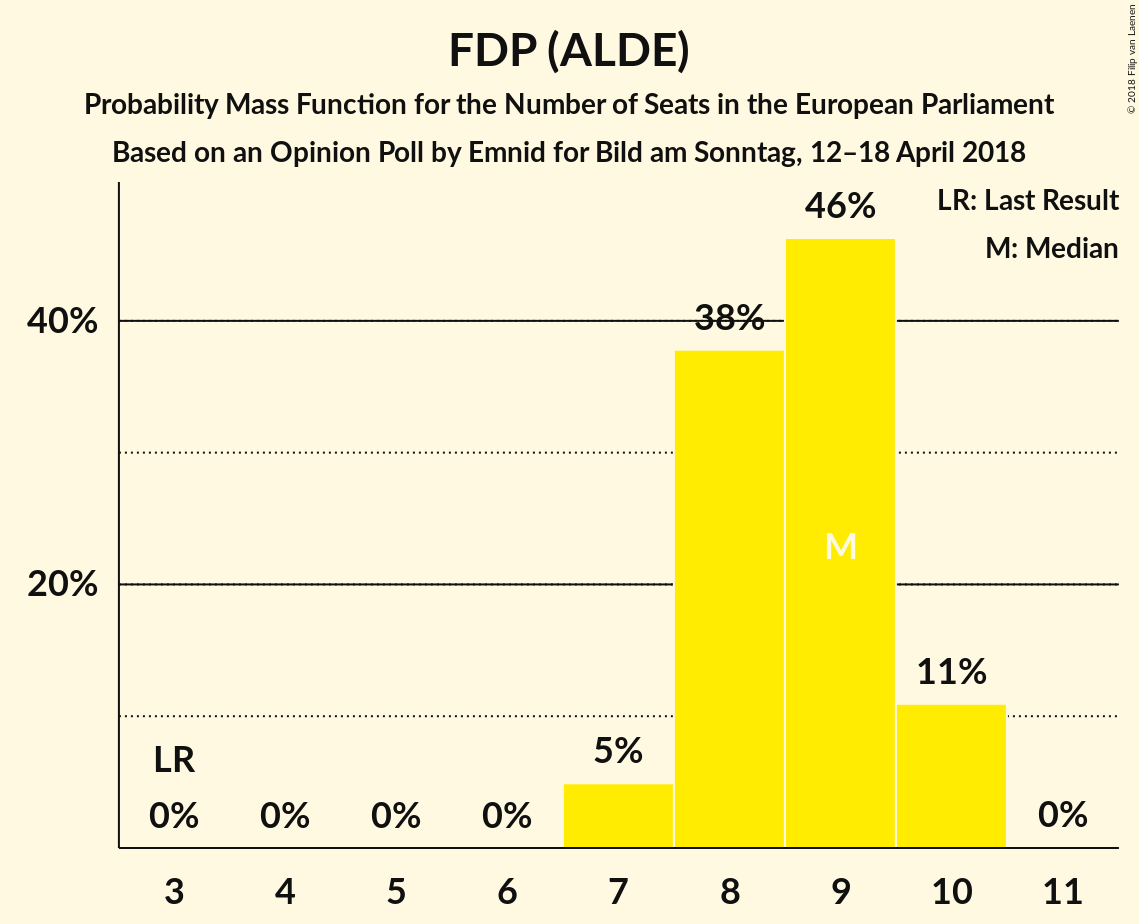 FDP (ALDE)
Probability Mass Function for the Number of Seats in the European Parliament
Based on an Opinion Poll by Emnid for Bild am Sonntag, 12–18 April 2018
© 2018 Filip van Laenen
LR: Last Result
M: Median
46%
40%
38%
M
20%
11%
5%
LR
0%
0%
0%
0%
0%
3 4 5 6 7 8 9 10 11